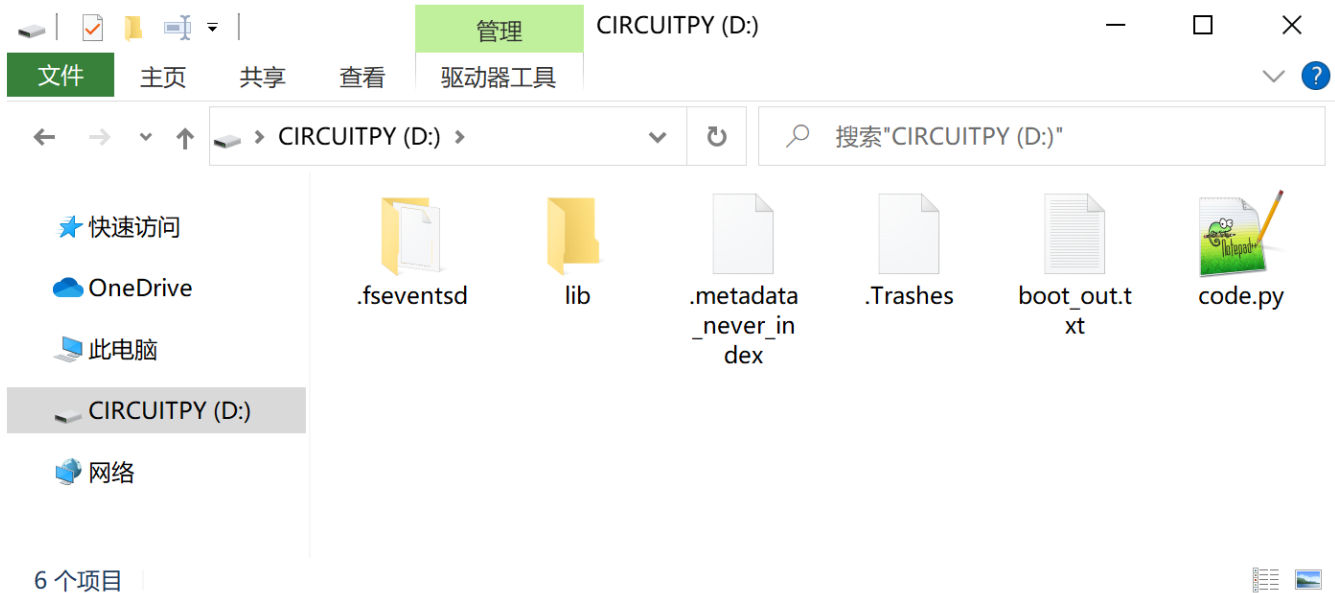 管理
CIRCUITPY (D:)
文件
主页
共享
查看
驱动器工具
?
CIRCUITPY (D:)
搜索"CIRCUITPY (D:)"
快速访问
OneDrive
此电脑
CIRCUITPY (D:)
网络
.fseventsd
lib
.metadata
_never_in
dex
.Trashes
boot_out.t
xt
Notepad++
code.py
6 个项目